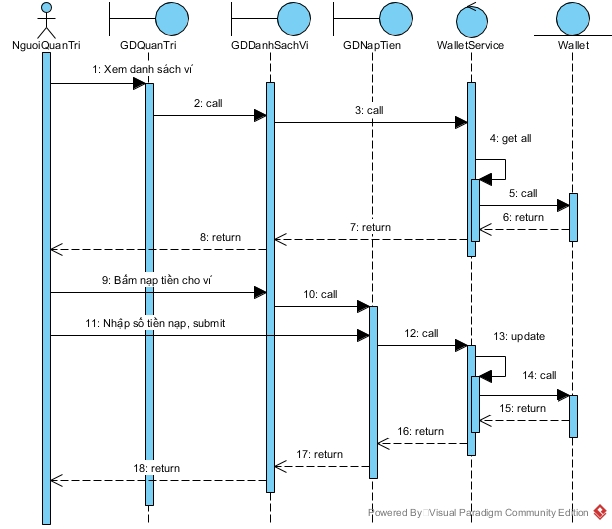 NguoiQuanTri GDQuanTri GDDanhSachVi GDNapTien WalletService Wallet
1: Xem danh sách ví
2: call
3: call
4: get all
5: call
6: return
7: return
8: return
9: Bấm nạp tiền cho ví
10: call
11: Nhập số tiền nạp, submit
12: call
13: update
14: call
15: return
16: return
17: return
18: return
Powered By Visual Paradigm Community Edition